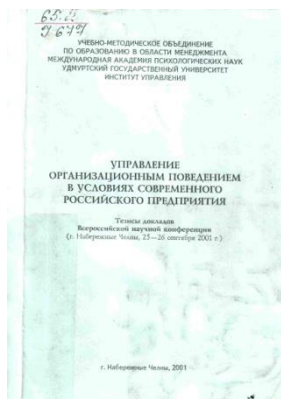 УЧЕБНО-МЕТОДИЧЕСКОЕ ОБЪЕДИНЕНИЕ
ПО ОБРАЗОВАНИЮ В ОБЛАСТИ МЕНЕДЖМЕНТА
МЕЖДУНАРОДНАЯ АКАДЕМИЯ ПСИХОЛОГИЧЕСКИХ НАУК
УДМУРТСКИЙ ГОСУДАРСТВЕННЫЙ УНИВЕРСИТЕТ
ИНСТИТУТ УПРАВЛЕНИЯ
УПРАВЛЕНИЕ
ОРГАНИЗАЦИОННЫМ ПОВЕДЕНИЕМ
В УСЛОВИЯХ СОВРЕМЕННОГО
РОССИЙСКОГО ПРЕДПРИЯТИЯ
Тезисы докладов
Всероссийской научной конференции
(г. Набережные Челны, 25—26 сентября 2001 г.)
г. Набережные Челны, 2001